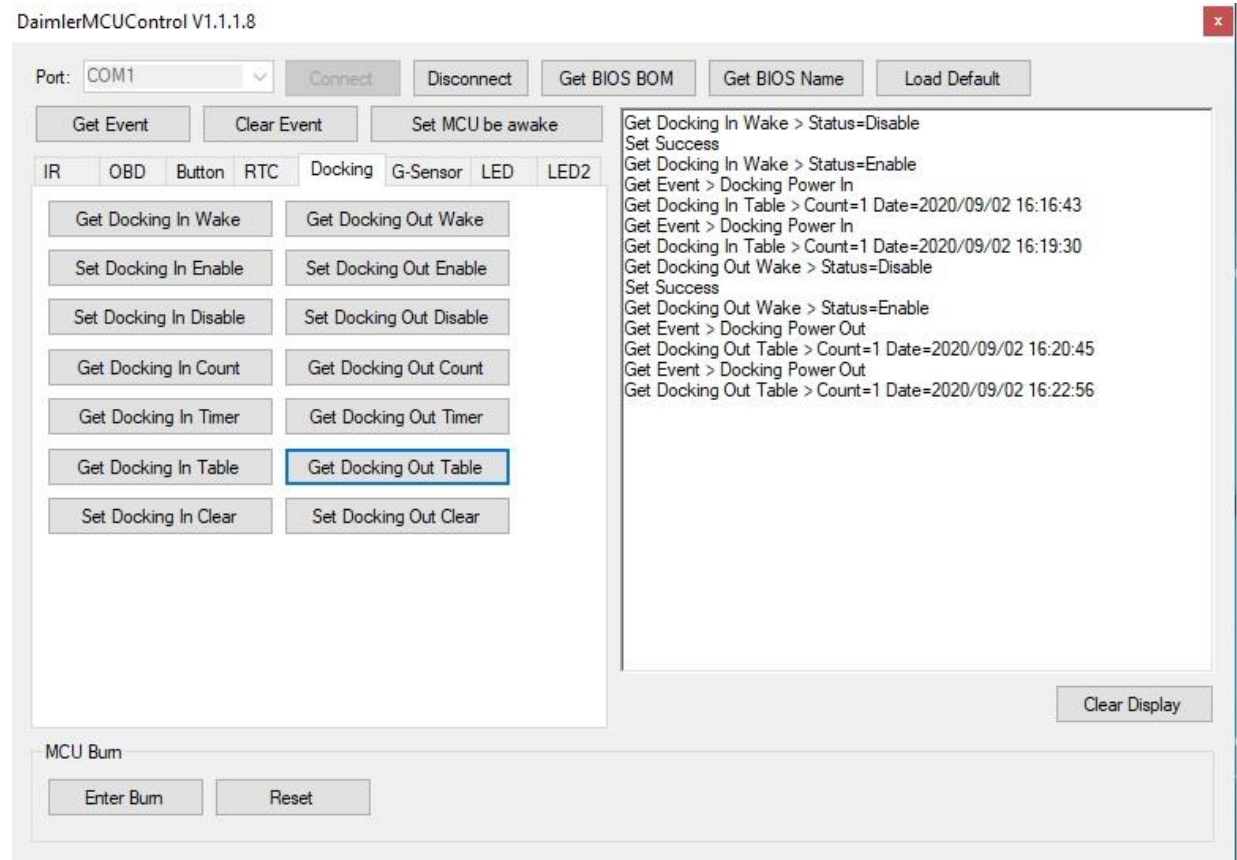 DaimlerMCUControl V1.1.1.8
x
Port: COM1 Connect Disconnect Get BIOS BOM Get BIOS Name Load Default
Get Event Clear Event Set MCU be awake
IR OBD Button RTC Docking G-Sensor LED LED2
Get Docking In Wake Get Docking Out Wake
Set Docking In Enable Set Docking Out Enable
Set Docking In Disable Set Docking Out Disable
Get Docking In Count Get Docking Out Count
Get Docking In Timer Get Docking Out Timer
Get Docking In Table Get Docking Out Table
Set Docking In Clear Set Docking Out Clear
Get Docking In Wake > Status=Disable
Set Success
Get Docking In Wake > Status=Enable
Get Event > Docking Power In
Get Docking In Table > Count=1 Date=2020/09/02 16:16:43
Get Event > Docking Power In
Get Docking In Table > Count=1 Date=2020/09/02 16:19:30
Get Docking Out Wake > Status=Disable
Set Success
Get Docking Out Wake > Status=Enable
Get Event > Docking Power Out
Get Docking Out Table > Count=1 Date=2020/09/02 16:20:45
Get Event > Docking Power Out
Get Docking Out Table > Count=1 Date=2020/09/02 16:22:56
Clear Display
MCU Burn
Enter Burn Reset